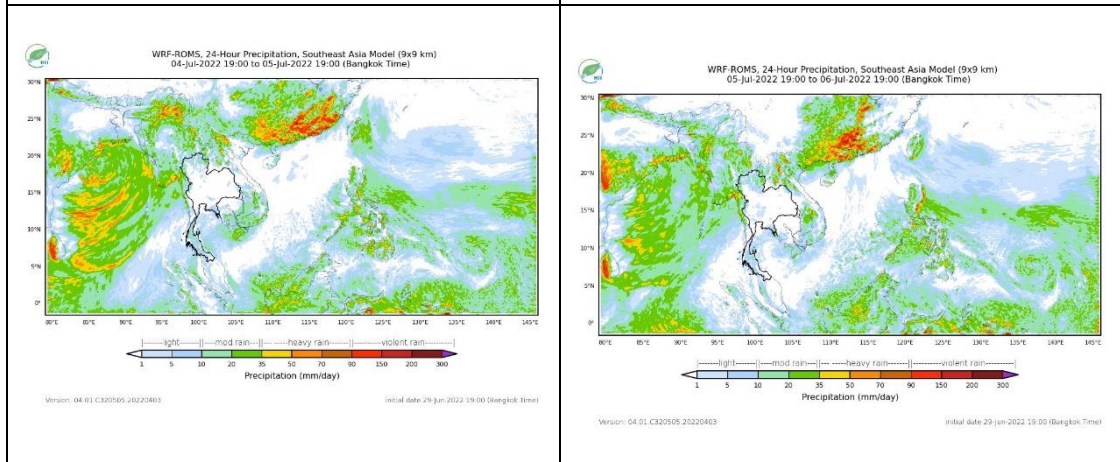 WRF-ROMS, 24-Hour Precipitation, Southeast Asia Model (9x9 km)
04-Jul-2022 19:00 to 05-Jul-2022 19:00 (Bangkok Time)
30°N
25°N
20°N
15°N
10°N
5°N
0°
80°E 85°E 90°E 95°E 100°E 105°E 110°E 115°E 120°E 125°E 130°E 135°E 140°E 145°E
|-------light-------||----mod rain---||--- -----heavy rain-------||------------violent rain----------|
1 5 10 20 35 50 70 90 150 200 300
Precipitation (mm/day)
Version: 04.01.C320505.20220403
initial date 29-Jun-2022 19:00 (Bangkok Time)
WRF-ROMS, 24-Hour Precipitation, Southeast Asia Model (9x9 km)
05-Jul-2022 19:00 to 06-Jul-2022 19:00 (Bangkok Time)
30°N
25°N
20°N
15°N
10°N
5°N
0°
80°E 85°E 90°E 95°E 100°E 105°E 110°E 115°E 120°E 125°E 130°E 135°E 140°E 145°E
|-------light-------||----mod rain---||--- -----heavy rain-------||------------violent rain----------|
1 5 10 20 35 50 70 90 150 200 300
Precipitation (mm/day)
Version: 04.01.C320505.20220403
initial date 29-Jun-2022 19:00 (Bangkok Time)